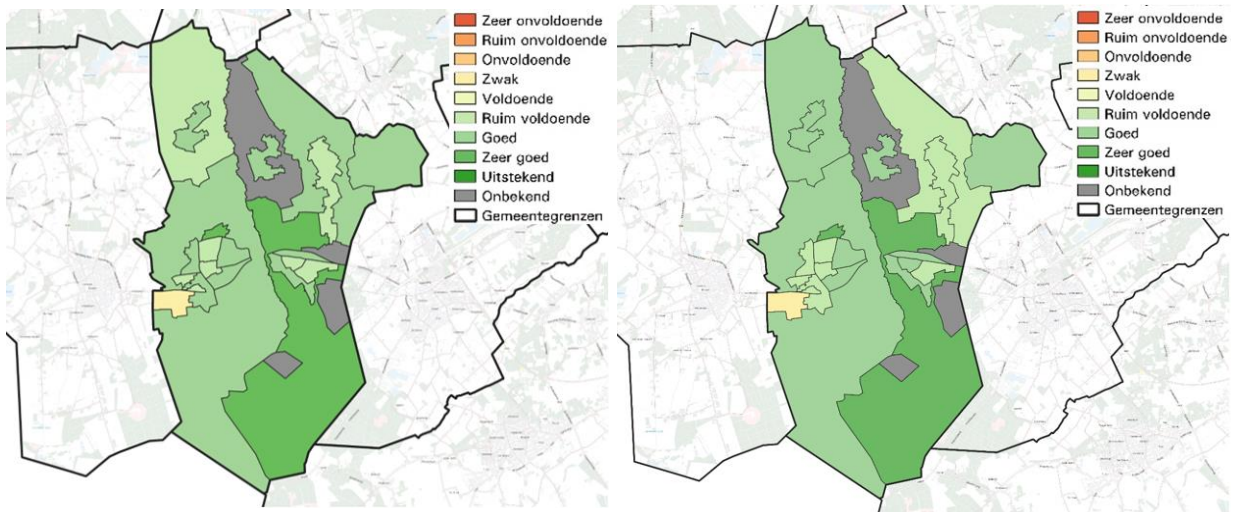 Zeer onvoldoende
Ruim onvoldoende
Onvoldoende
Zwak
Voldoende
Ruim voldoende
Goed
Zeer goed
Uitstekend
Onbekend
Gemeentegrenzen
Zeer onvoldoende
Ruim onvoldoende
Onvoldoende
Zwak
Voldoende
Ruim voldoende
Goed
Zeer goed
Uitstekend
Onbekend
Gemeentegrenzen